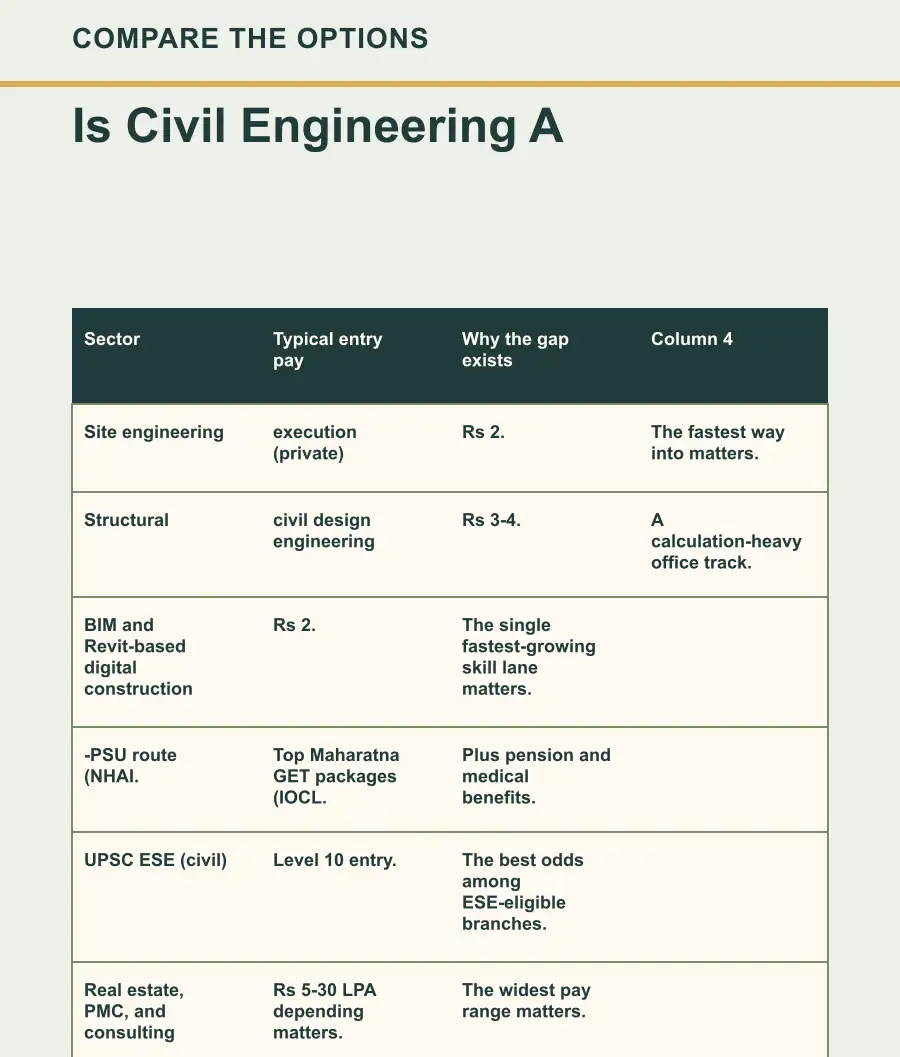 COMPARE THE OPTIONS
Is Civil Engineering A
Sector
Typical entry
pay
Why the gap
exists
Column 4
Site engineering
execution
(private)
Rs 2.
The fastest way
into matters.
Structural
civil design
engineering
Rs 3-4.
A
calculation-heavy
office track.
BIM and
Revit-based
digital
construction
Rs 2.
The single
fastest-growing
skill lane
matters.
-PSU route
(NHAI.
Top Maharatna
GET packages
(IOCL.
Plus pension and
medical
benefits.
UPSC ESE (civil)
Level 10 entry.
The best odds
among
ESE-eligible
branches.
Real estate,
PMC, and
consulting
Rs 5-30 LPA
depending
matters.
The widest pay
range matters.